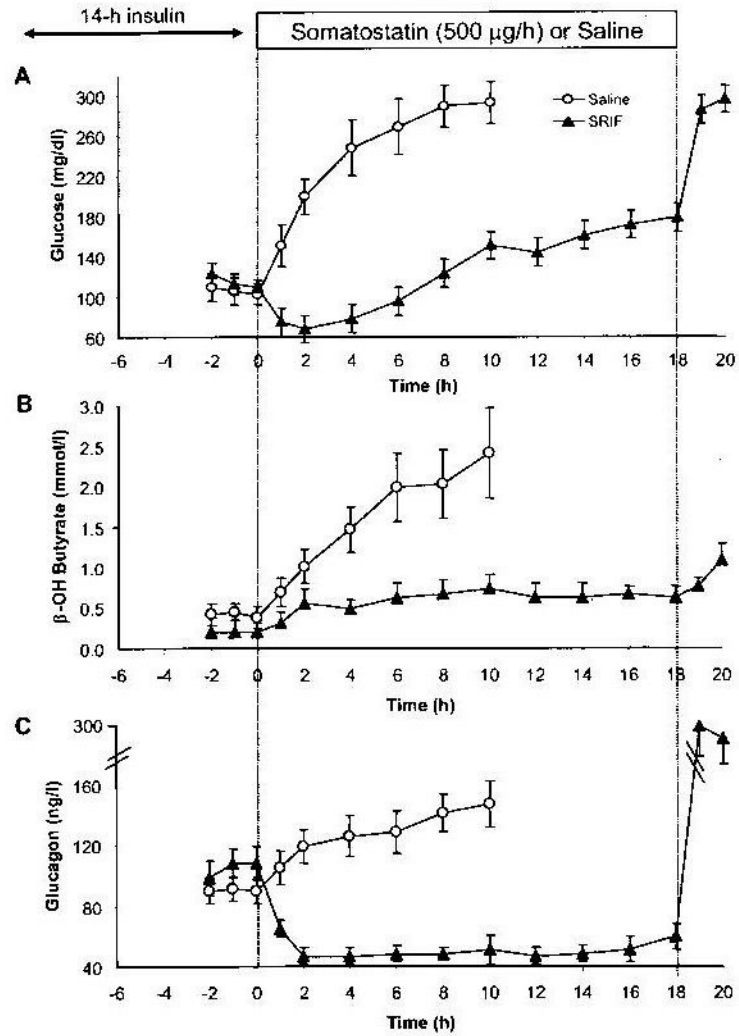 14-h insulin
Somatostatin (500 µg/h) or Saline
A
300
260
220
180
140
100
60
Glucose (mg/dl)
Saline
SRIF
-6 -4 -2 0 2 4 6 8 10 12 14 16 18 20
Time (h)
B
3.0
2.5
2.0
1.5
1.0
0.5
0.0
β-OH Butyrate (mmol/l)
-6 -4 -2 0 2 4 6 8 10 12 14 16 18 20
Time (h)
C
300
160
120
80
40
Glucagon (ng/l)
-6 -4 -2 0 2 4 6 8 10 12 14 16 18 20
Time (h)